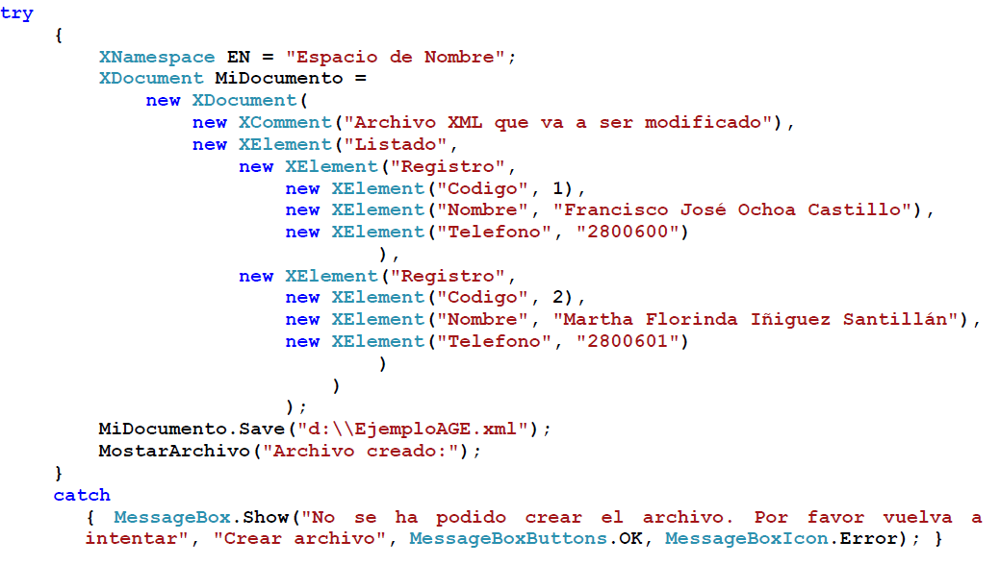 try
{
XNamespace EN = "Espacio de Nombre";
XDocument MiDocumento =
new XDocument(
new XComment("Archivo XML que va a ser modificado"),
new XElement("Listado",
new XElement("Registro",
new XElement("Codigo", 1),
new XElement("Nombre", "Francisco José Ochoa Castillo"),
new XElement("Telefono", "2800600")
),
new XElement("Registro",
new XElement("Codigo", 2),
new XElement("Nombre", "Martha Florinda Iñiguez Santillán"),
new XElement("Telefono", "2800601")
)
)
);
MiDocumento.Save("d:\\EjemploAGE.xml");
MostarArchivo("Archivo creado:");
}
catch
{ MessageBox.Show("No se ha podido crear el archivo. Por favor vuelva a
intentar", "Crear archivo", MessageBoxButtons.OK, MessageBoxIcon.Error); }